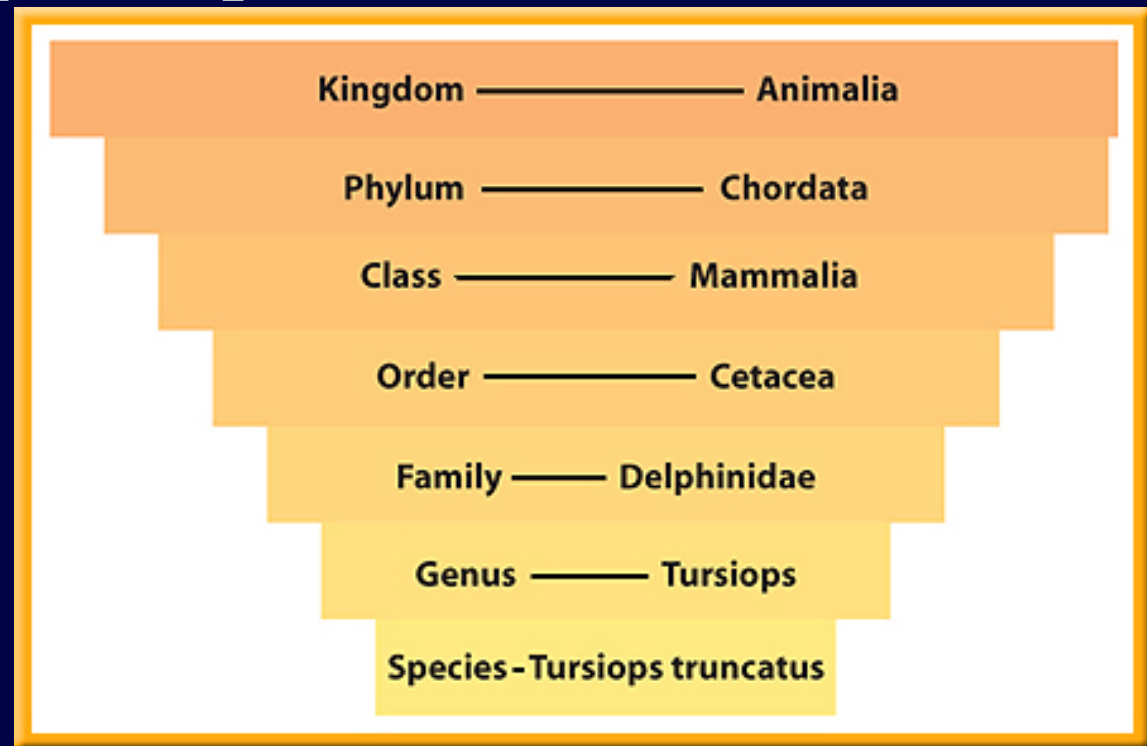 Kingdom Animalia
Phylum Chordata
Class Mammalia
Order Cetacea
Family Delphinidae
Genus Tursiops
Species-Tursiops truncatus